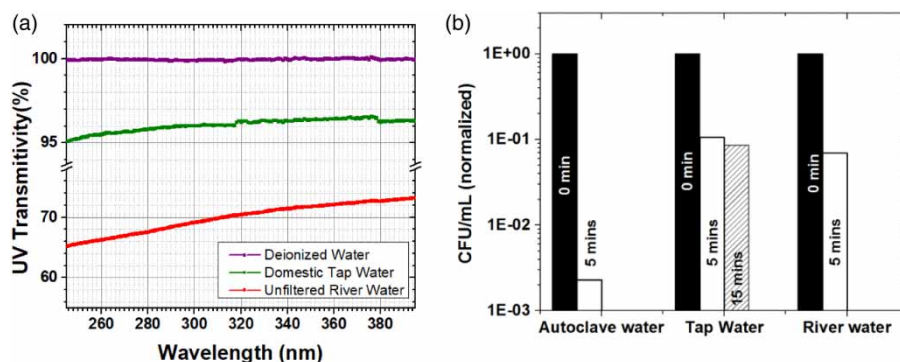 (a)
UV Transmitivity(%)
100
95
70
60
Deionized Water
Domestic Tap Water
Unfiltered River Water
260 280 300 320 340 360 380
Wavelength (nm)
(b)
CFU/mL (normalized)
1E+00
1E-01
1E-02
1E-03
0 min
5 mins
0 min
5 mins
15 mins
0 min
5 mins
Autoclave water Tap Water River water